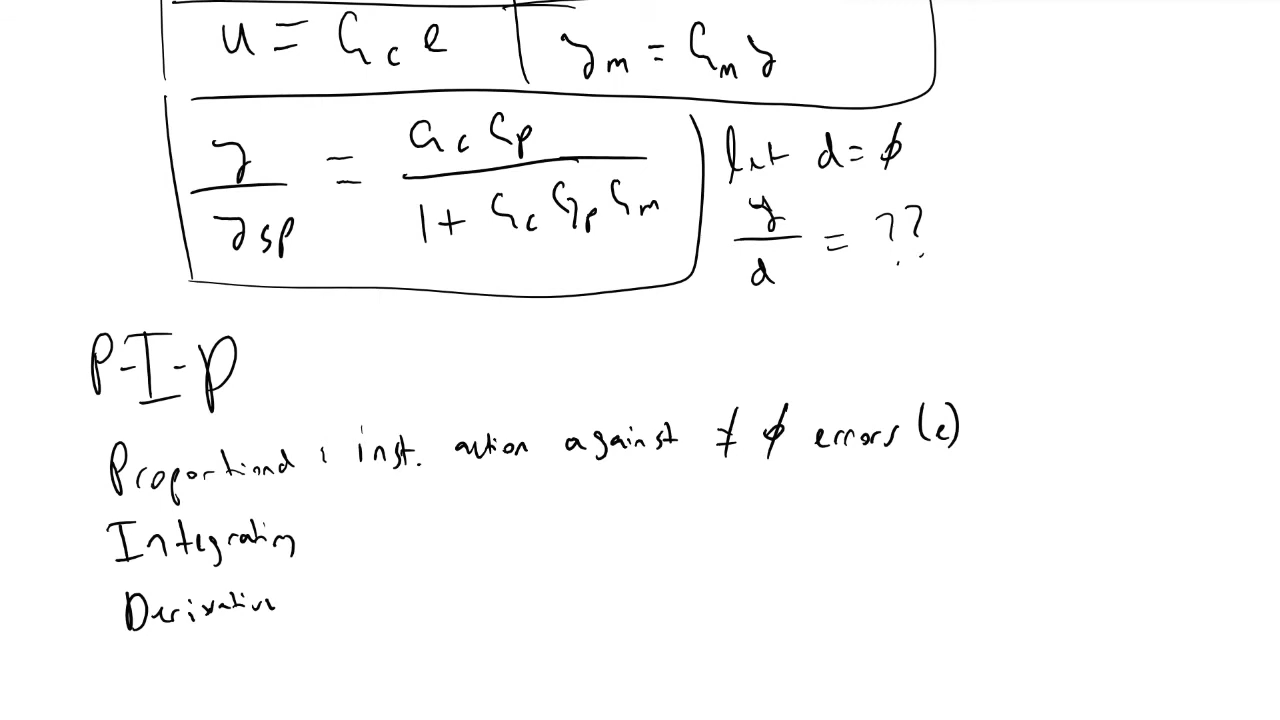 u = Gc e
ym = Gm y
y/ysp = Gc Gp / 1 + Gc Gp Gm
let d = ϕ
y/d = ??
P-I-D
Proportional : inst. action against ≠ ϕ errors (e)
Integration
Derivative